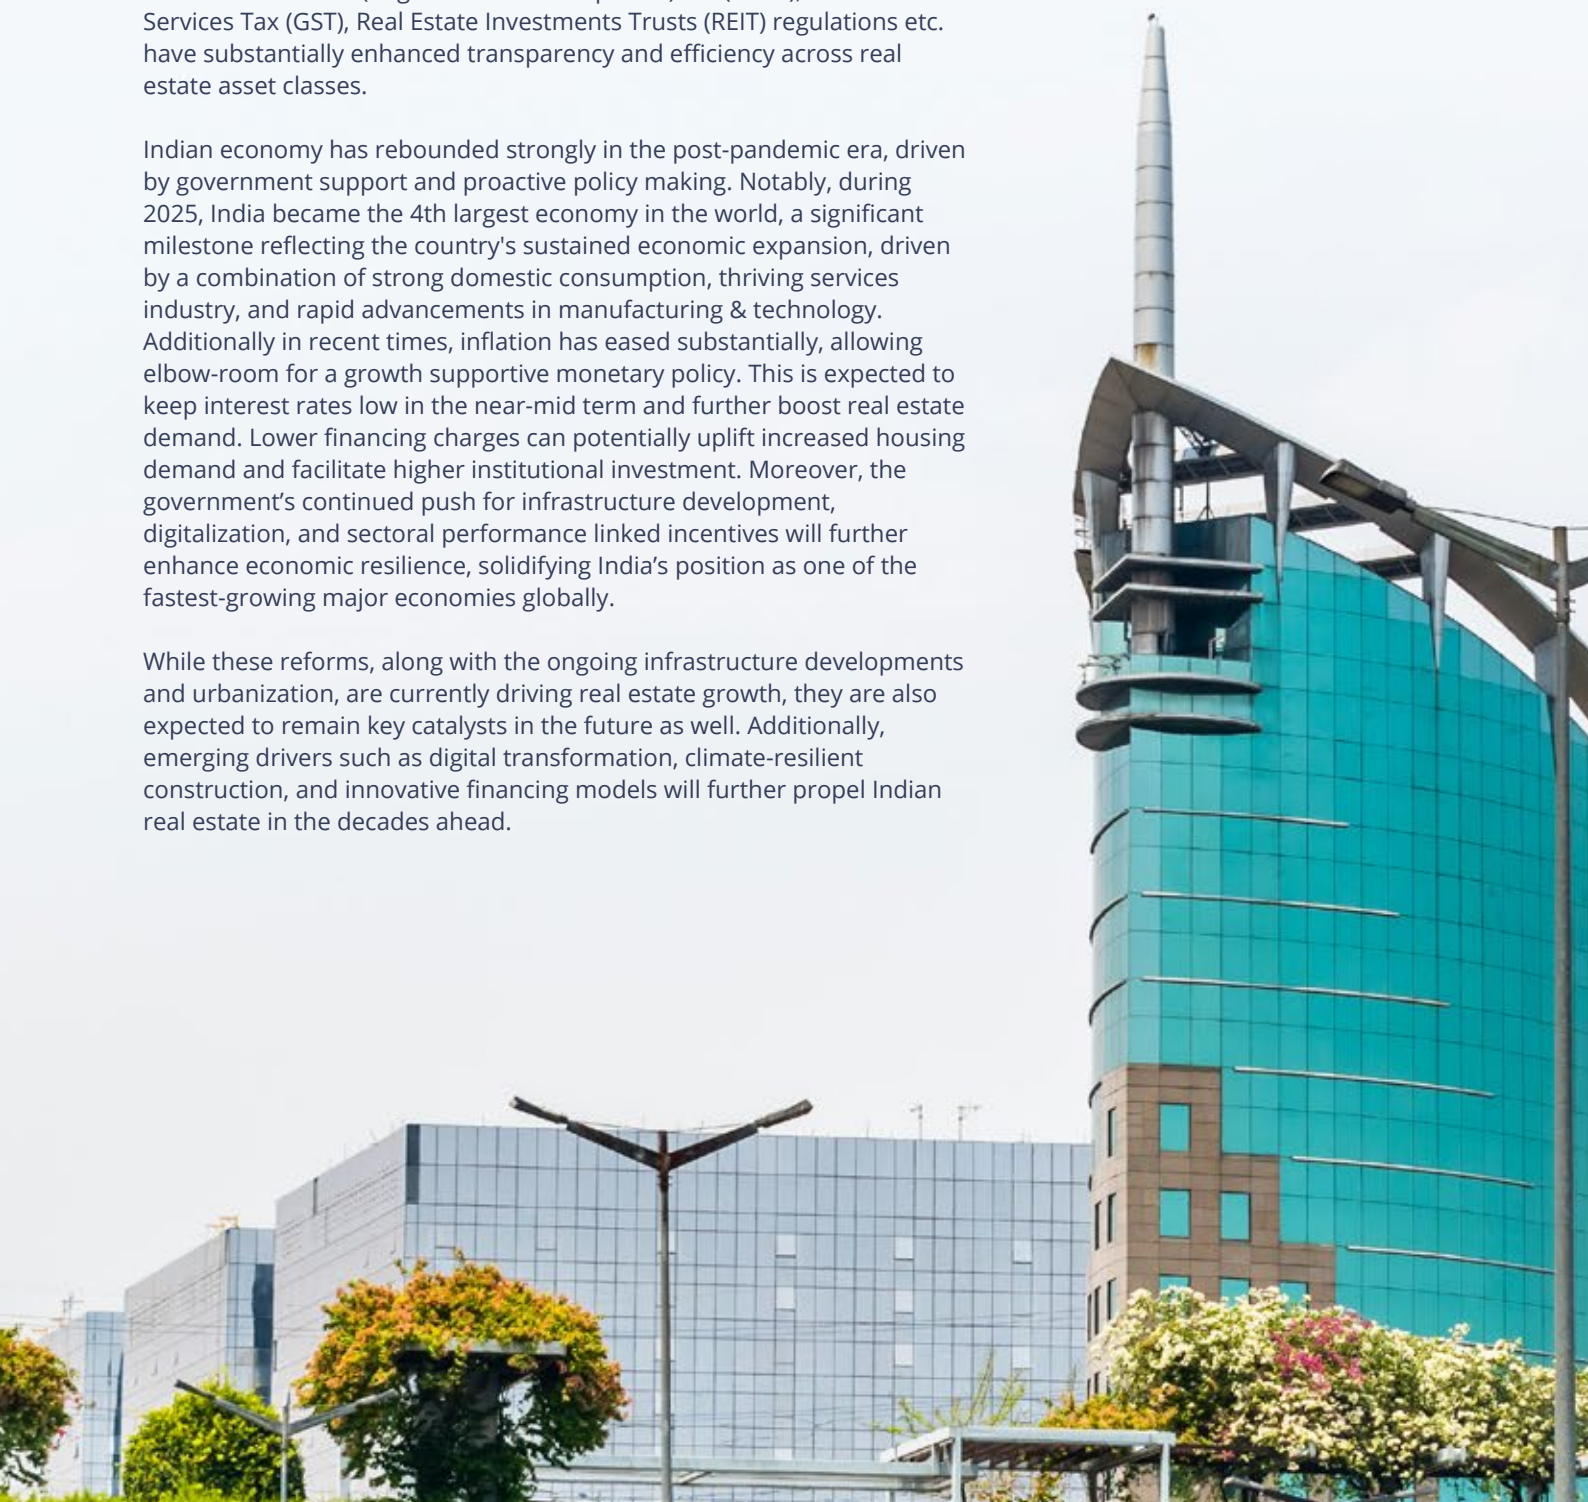 Services Tax (GST), Real Estate Investments Trusts (REIT) regulations etc.
have substantially enhanced transparency and efficiency across real
estate asset classes.
Indian economy has rebounded strongly in the post-pandemic era, driven
by government support and proactive policy making. Notably, during
2025, India became the 4th largest economy in the world, a significant
milestone reflecting the country's sustained economic expansion, driven
by a combination of strong domestic consumption, thriving services
industry, and rapid advancements in manufacturing & technology.
Additionally in recent times, inflation has eased substantially, allowing
elbow-room for a growth supportive monetary policy. This is expected to
keep interest rates low in the near-mid term and further boost real estate
demand. Lower financing charges can potentially uplift increased housing
demand and facilitate higher institutional investment. Moreover, the
government’s continued push for infrastructure development,
digitalization, and sectoral performance linked incentives will further
enhance economic resilience, solidifying India’s position as one of the
fastest-growing major economies globally.
While these reforms, along with the ongoing infrastructure developments
and urbanization, are currently driving real estate growth, they are also
expected to remain key catalysts in the future as well. Additionally,
emerging drivers such as digital transformation, climate-resilient
construction, and innovative financing models will further propel Indian
real estate in the decades ahead.